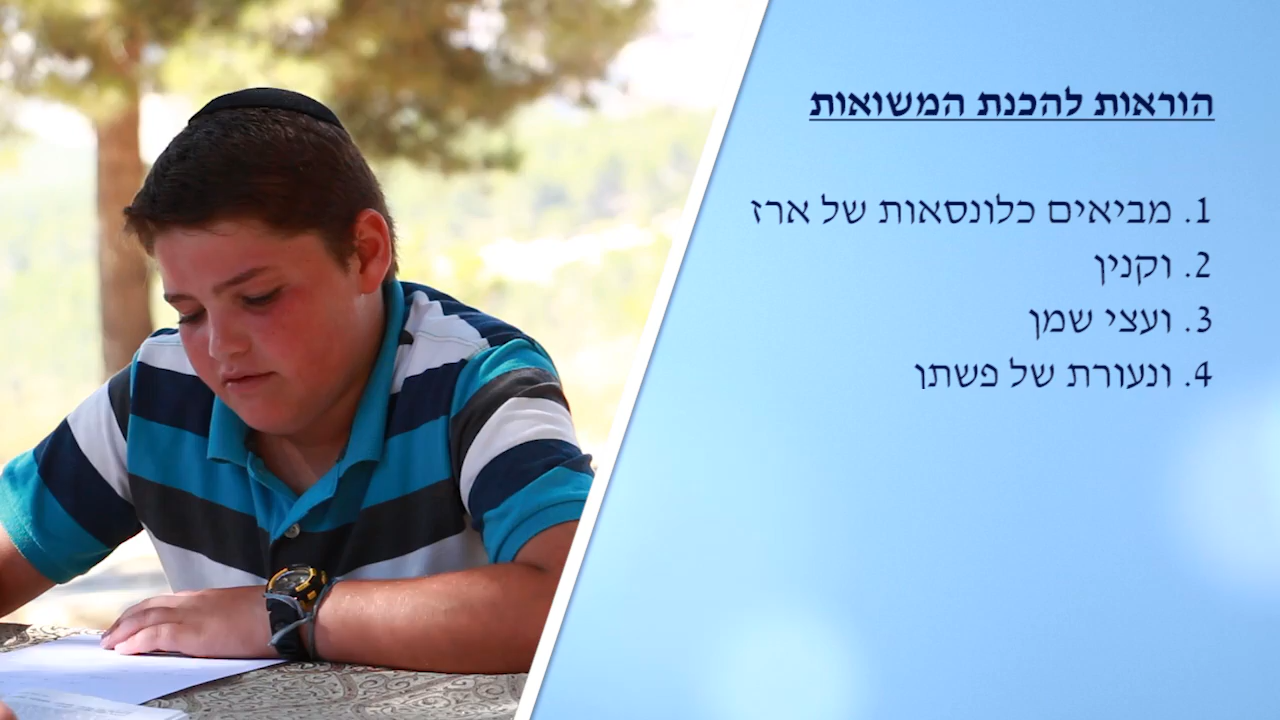 הוראות להכנת המשואות
1. מביאים כלונסאות של ארז
2. וקנין
3. ועצי שמן
4. ונעורת של פשתן